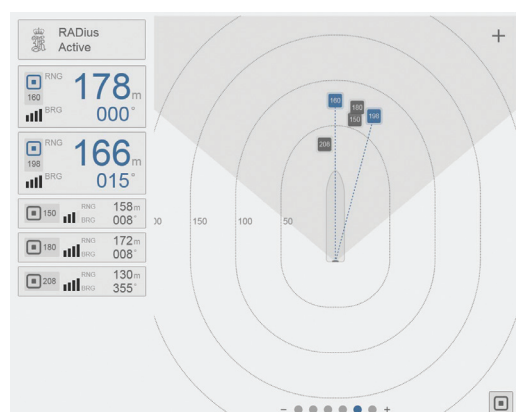 RADius
Active
RNG 178m
160
BRG 000°
RNG 166m
198
BRG 015°
150 RNG 158m
BRG 008°
180 RNG 172m
BRG 008°
208 RNG 130m
BRG 355°
+
160
180
150
198
208
00 150 100 50
- +